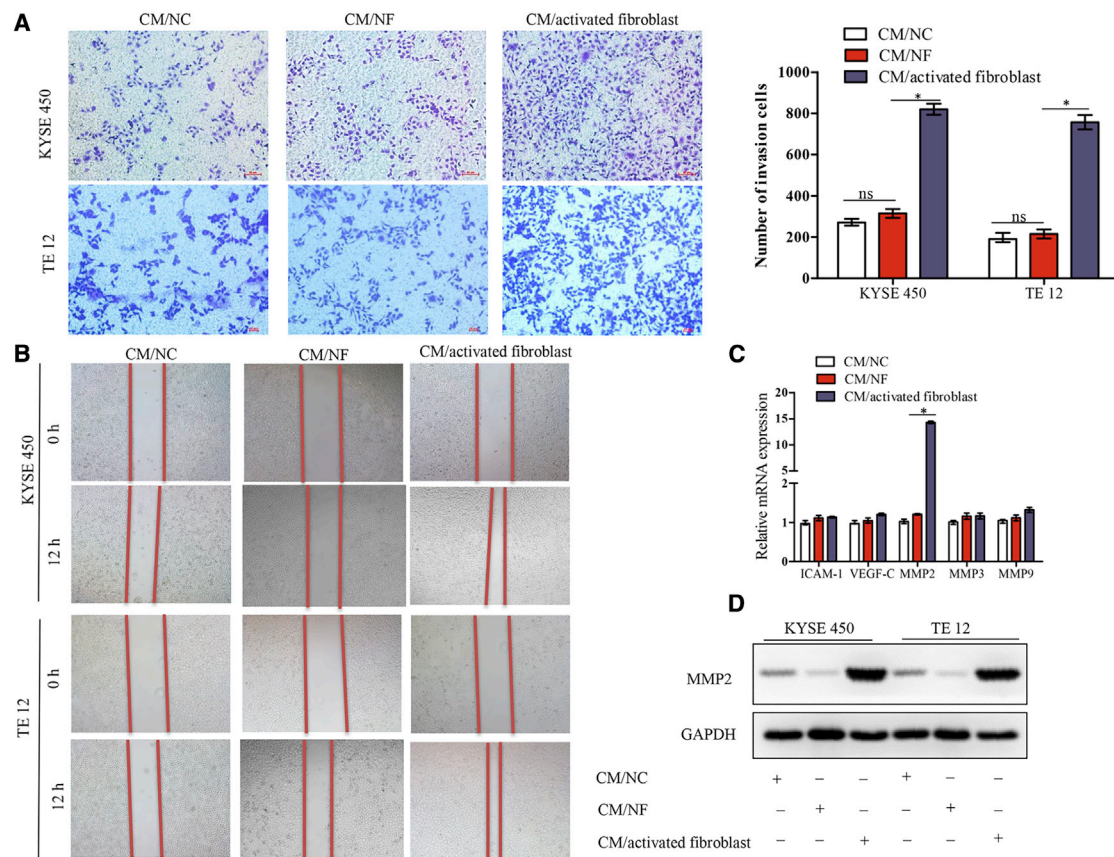 A
CM/NC CM/NF CM/activated fibroblast
KYSE 450
TE 12
CM/NC
CM/NF
CM/activated fibroblast
Number of invasion cells
1000
800
600
400
200
0
ns * ns *
KYSE 450 TE 12
B
CM/NC CM/NF CM/activated fibroblast
KYSE 450
0 h
12 h
TE 12
0 h
12 h
C
CM/NC
CM/NF
CM/activated fibroblast
Relative mRNA expression
20
15
10
5
2
1
0
*
ICAM-1 VEGF-C MMP2 MMP3 MMP9
D
KYSE 450 TE 12
MMP2
GAPDH
CM/NC + − − + − −
CM/NF − + − − + −
CM/activated fibroblast − − + − − +